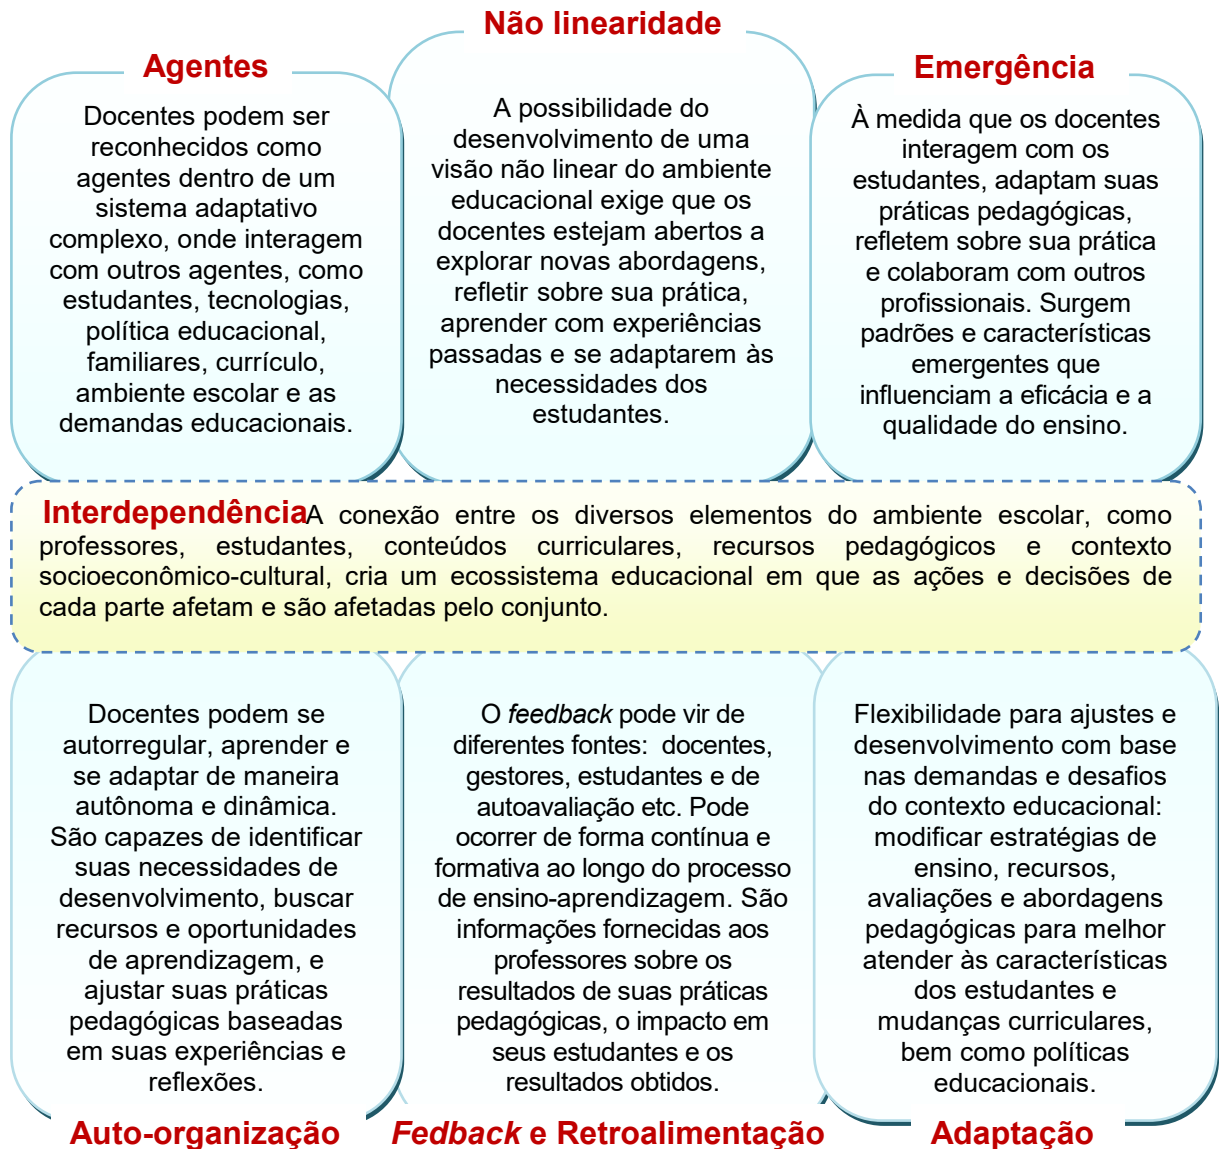 Não linearidade
Agentes
Emergência
Docentes podem ser
reconhecidos como
agentes dentro de um
sistema adaptativo
complexo, onde interagem
com outros agentes, como
estudantes, tecnologias,
política educacional,
familiares, currículo,
ambiente escolar e as
demandas educacionais.
A possibilidade do
desenvolvimento de uma
visão não linear do ambiente
educacional exige que os
docentes estejam abertos a
explorar novas abordagens,
refletir sobre sua prática,
aprender com experiências
passadas e se adaptarem às
necessidades dos
estudantes.
À medida que os docentes
interagem com os
estudantes, adaptam suas
práticas pedagógicas,
refletem sobre sua prática
e colaboram com outros
profissionais. Surgem
padrões e características
emergentes que
influenciam a eficácia e a
qualidade do ensino.
Interdependência A conexão entre os diversos elementos do ambiente escolar, como
professores, estudantes, conteúdos curriculares, recursos pedagógicos e contexto
socioeconômico-cultural, cria um ecossistema educacional em que as ações e decisões de
cada parte afetam e são afetadas pelo conjunto.
Docentes podem se
autorregular, aprender e
se adaptar de maneira
autônoma e dinâmica.
São capazes de identificar
suas necessidades de
desenvolvimento, buscar
recursos e oportunidades
de aprendizagem, e
ajustar suas práticas
pedagógicas baseadas
em suas experiências e
reflexões.
O feedback pode vir de
diferentes fontes: docentes,
gestores, estudantes e de
autoavaliação etc. Pode
ocorrer de forma contínua e
formativa ao longo do processo
de ensino-aprendizagem. São
informações fornecidas aos
professores sobre os
resultados de suas práticas
pedagógicas, o impacto em
seus estudantes e os
resultados obtidos.
Flexibilidade para ajustes e
desenvolvimento com base
nas demandas e desafios
do contexto educacional:
modificar estratégias de
ensino, recursos,
avaliações e abordagens
pedagógicas para melhor
atender às características
dos estudantes e
mudanças curriculares,
bem como políticas
educacionais.
Auto-organização
Fedback e Retroalimentação
Adaptação